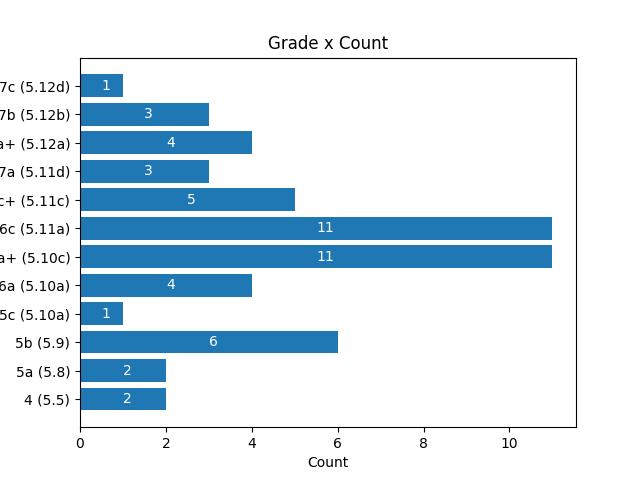 Grade x Count
7c (5.12d) 1
7b (5.12b) 3
a+ (5.12a) 4
7a (5.11d) 3
c+ (5.11c) 5
6c (5.11a) 11
a+ (5.10c) 11
6a (5.10a) 4
5c (5.10a) 1
5b (5.9) 6
5a (5.8) 2
4 (5.5) 2
0 2 4 6 8 10
Count